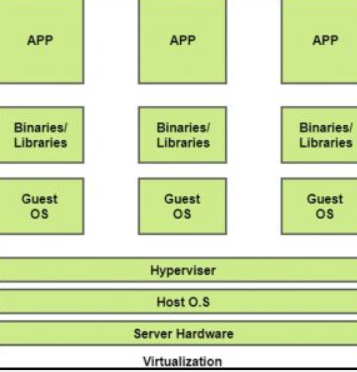 APP APP APP
Binaries/ Binaries/ Binaries/
Libraries Libraries Libraries
Guest Guest Guest
OS OS OS
Hyperviser
Host O.S
Server Hardware
Virtualization